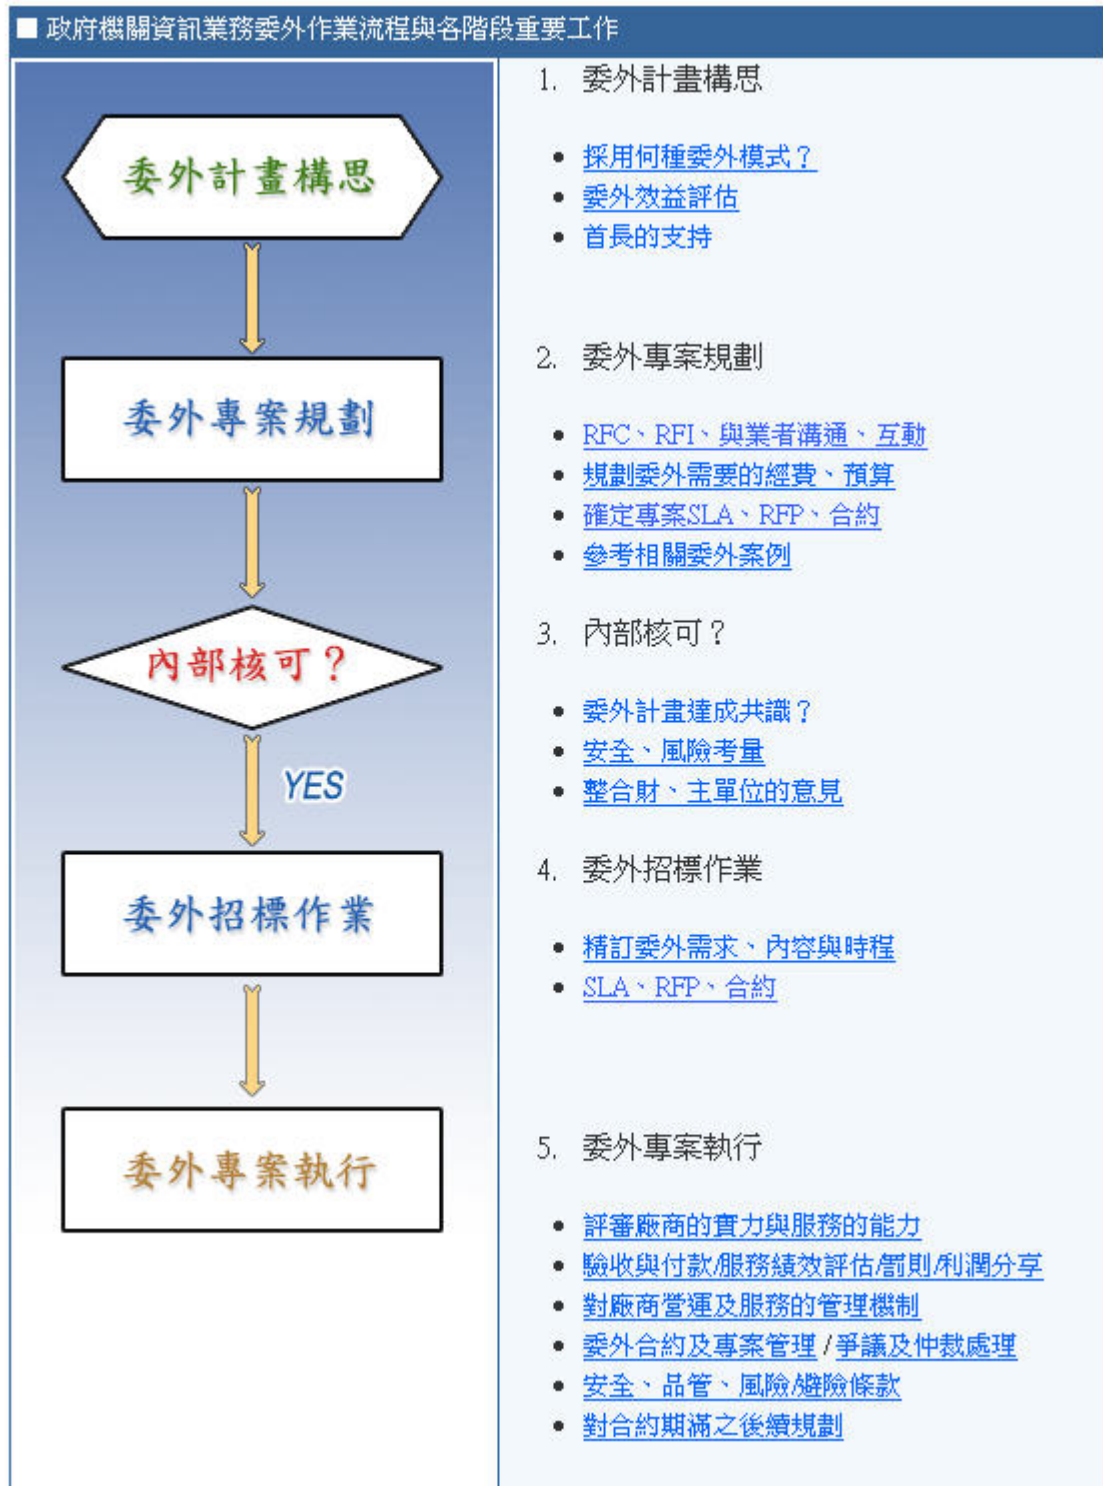 ■ 政府機關資訊業務委外作業流程與各階段重要工作
委外計畫構思
委外專案規劃
內部核可？
YES
委外招標作業
委外專案執行
1. 委外計畫構思
• 採用何種委外模式？
• 委外效益評估
• 首長的支持
2. 委外專案規劃
• RFC、RFI、與業者溝通、互動
• 規劃委外需要的經費、預算
• 確定專案SLA、RFP、合約
• 參考相關委外案例
3. 內部核可？
• 委外計畫達成共識？
• 安全、風險考量
• 整合財、主單位的意見
4. 委外招標作業
• 精訂委外需求、內容與時程
• SLA、RFP、合約
5. 委外專案執行
• 評審廠商的實力與服務的能力
• 驗收與付款/服務績效評估/罰則/利潤分享
• 對廠商營運及服務的管理機制
• 委外合約及專案管理 / 爭議及仲裁處理
• 安全、品管、風險/避險條款
• 對合約期滿之後續規劃